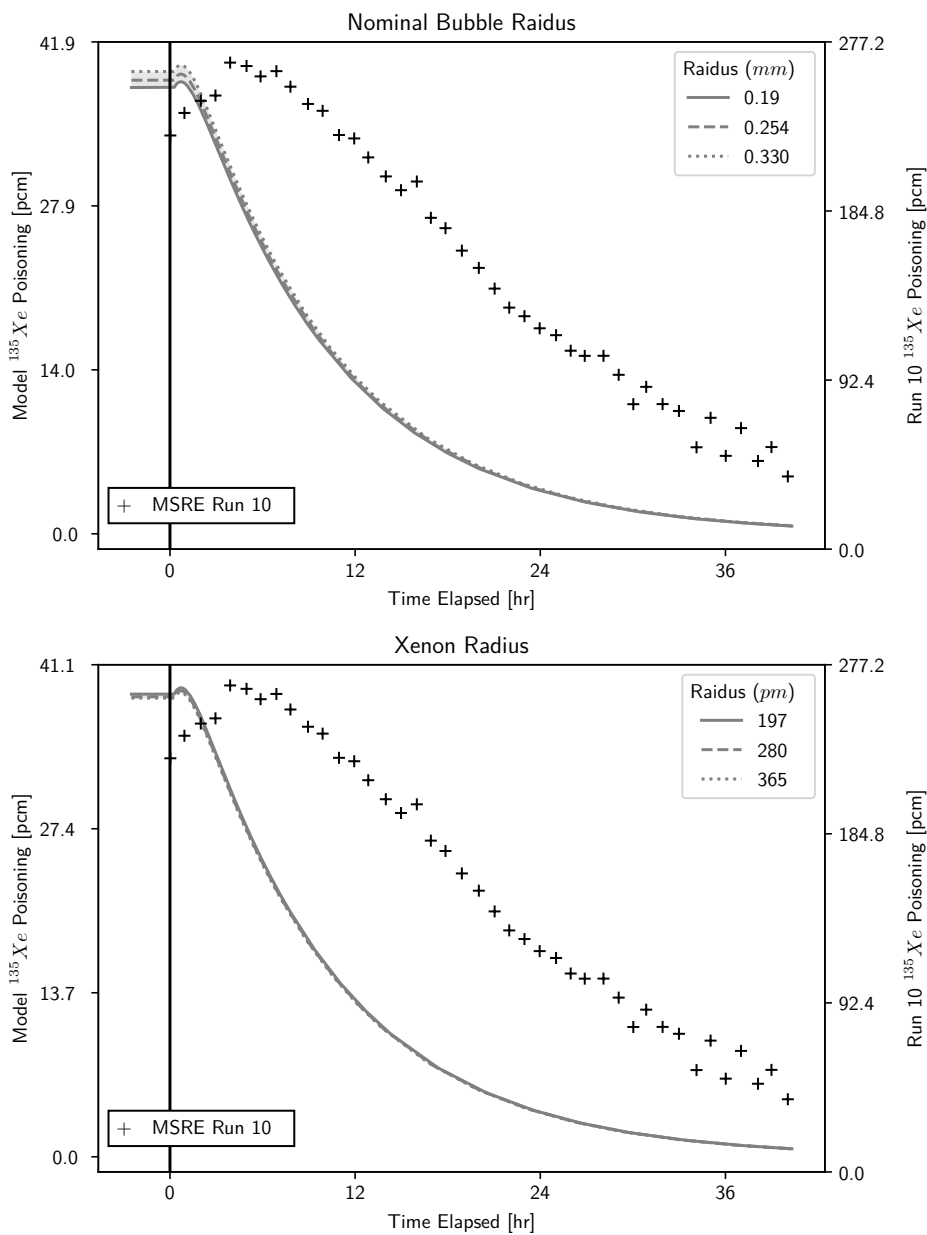 Nominal Bubble Raidus
41.9
27.9
14.0
0.0
Model ¹³⁵Xe Poisoning [pcm]
277.2
184.8
92.4
0.0
Run 10 ¹³⁵Xe Poisoning [pcm]
Raidus (mm)
0.19
0.254
0.330
MSRE Run 10
0 12 24 36
Time Elapsed [hr]
Xenon Radius
41.1
27.4
13.7
0.0
Model ¹³⁵Xe Poisoning [pcm]
277.2
184.8
92.4
0.0
Run 10 ¹³⁵Xe Poisoning [pcm]
Raidus (pm)
197
280
365
MSRE Run 10
0 12 24 36
Time Elapsed [hr]